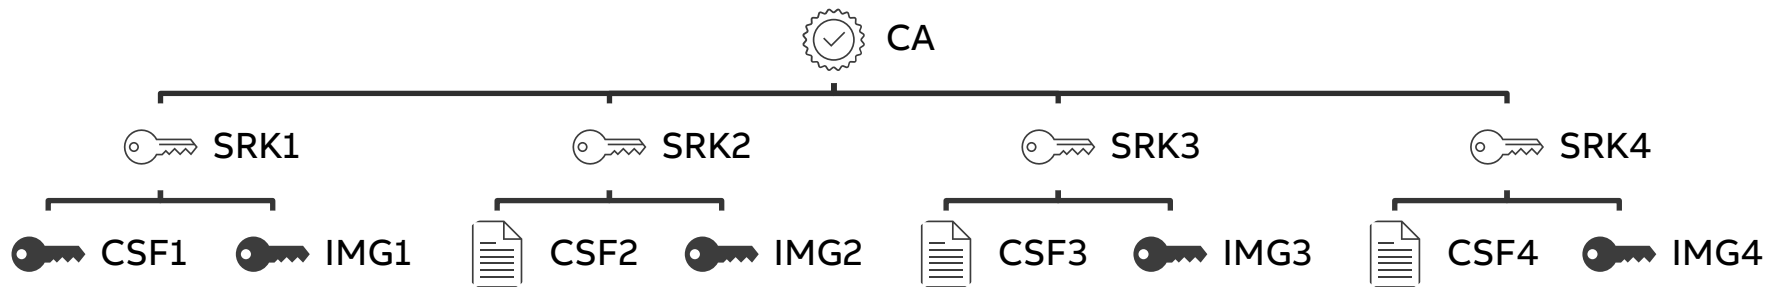 CA
SRK1 SRK2 SRK3 SRK4
CSF1 IMG1 CSF2 IMG2 CSF3 IMG3 CSF4 IMG4